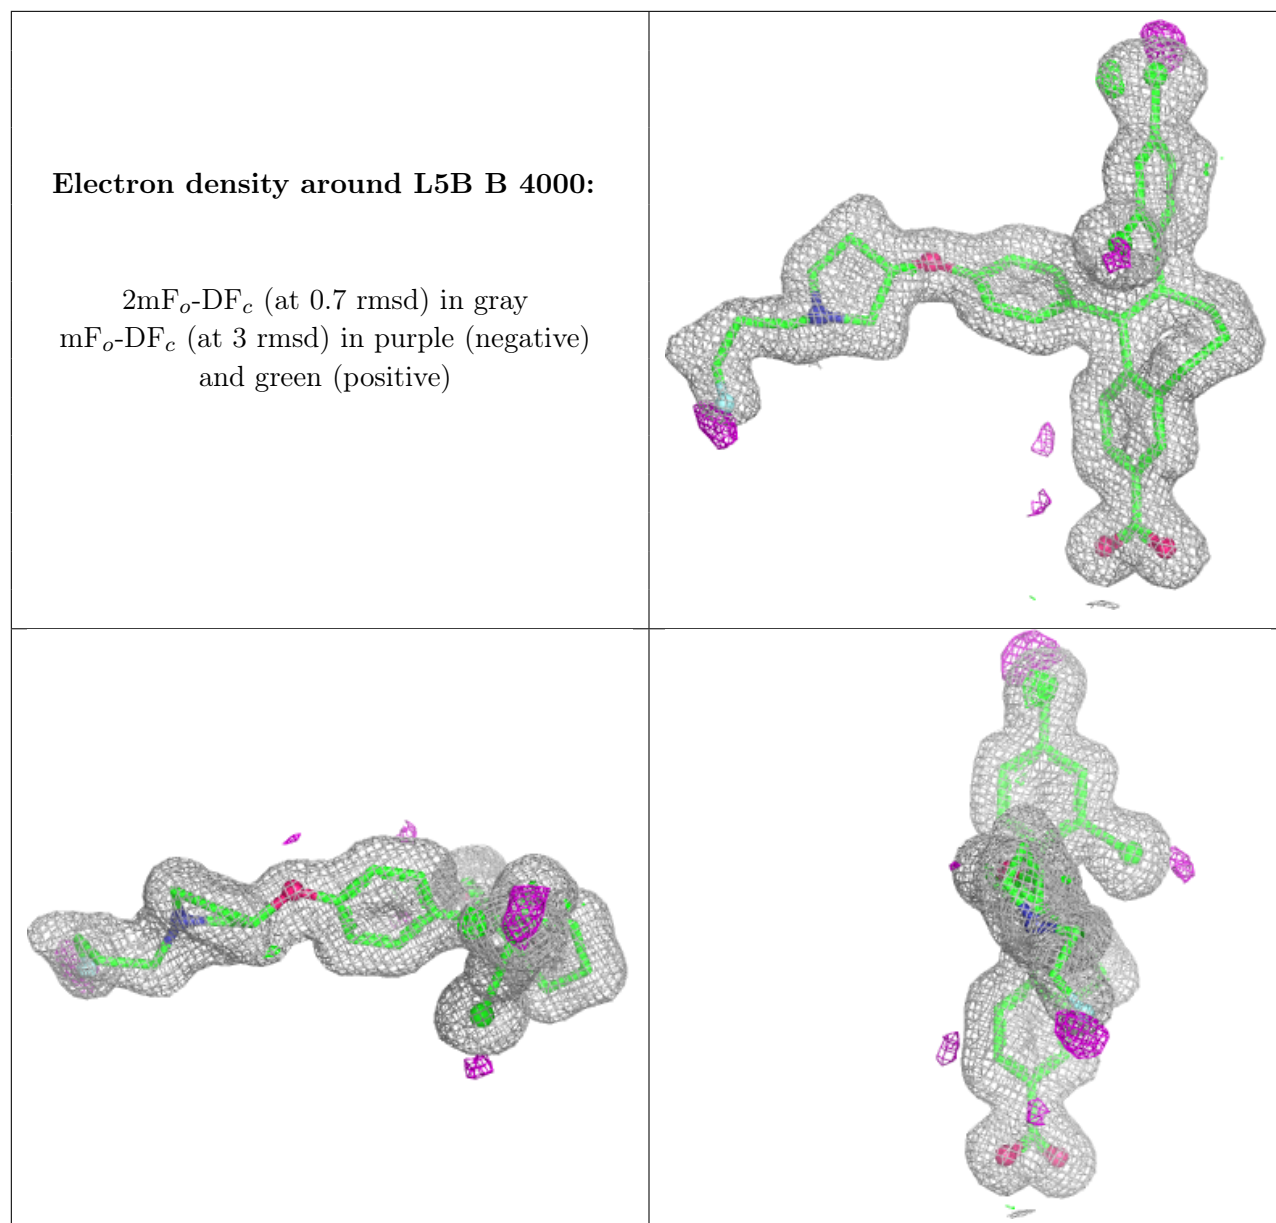 Electron density around L5B B 4000:
2mFo-DFc (at 0.7 rmsd) in gray
mFo-DFc (at 3 rmsd) in purple (negative)
and green (positive)